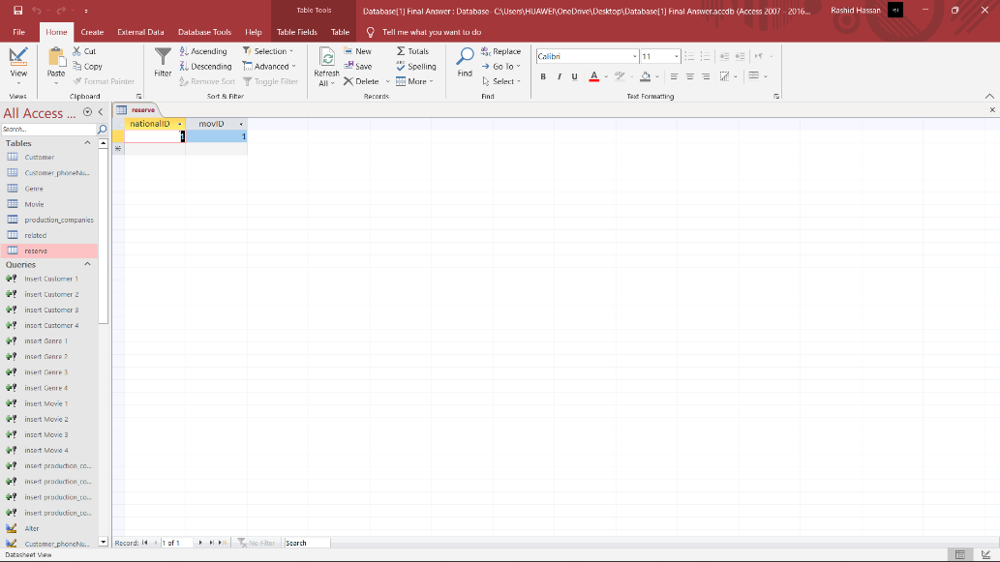 Table Tools
Database[1] Final Answer : Database- C:\Users\HUAWEI\OneDrive\Desktop\Database[1] Final Answer.accdb (Access 2007 - 2016...
Rashid Hassan
File Home Create External Data Database Tools Help Table Fields Table Tell me what you want to do
View
Views
Paste
Cut
Copy
Format Painter
Clipboard
Filter
Ascending
Descending
Remove Sort
Selection
Advanced
Toggle Filter
Sort & Filter
Refresh
All
New
Save
Delete
Totals
Spelling
More
Records
Find
Replace
Go To
Select
Find
Calibri 11
B I U A
Text Formatting
All Access ...
Search...
Tables
Customer
Customer_phoneNu...
Genre
Movie
production_companies
related
reserve
Queries
Insert Customer 1
insert Customer 2
insert Customer 3
insert Customer 4
insert Genre 1
insert Genre 2
insert Genre 3
insert Genre 4
insert Movie 1
insert Movie 2
insert Movie 3
insert Movie 4
insert production_co...
insert production_co...
insert production_co...
insert production_co...
Alter
Customer_phoneNu...
reserve
nationalID movID
1 1
Record: 1 of 1 No Filter Search
Datasheet View